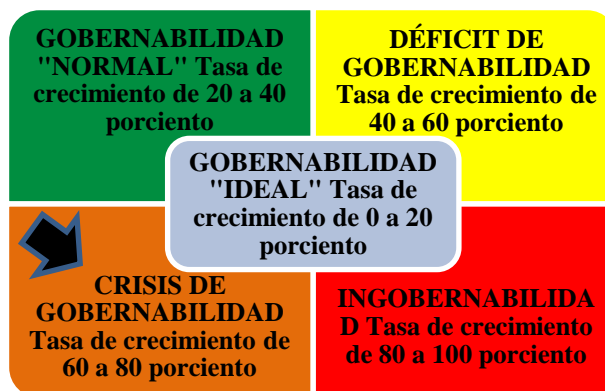 GOBERNABILIDAD
"NORMAL" Tasa de
crecimiento de 20 a 40
porciento
DÉFICIT DE
GOBERNABILIDAD
Tasa de crecimiento de
40 a 60 porciento
GOBERNABILIDAD
"IDEAL" Tasa de
crecimiento de 0 a 20
porciento
CRISIS DE
GOBERNABILIDAD
Tasa de crecimiento de
60 a 80 porciento
INGOBERNABILIDA
D Tasa de crecimiento
de 80 a 100 porciento